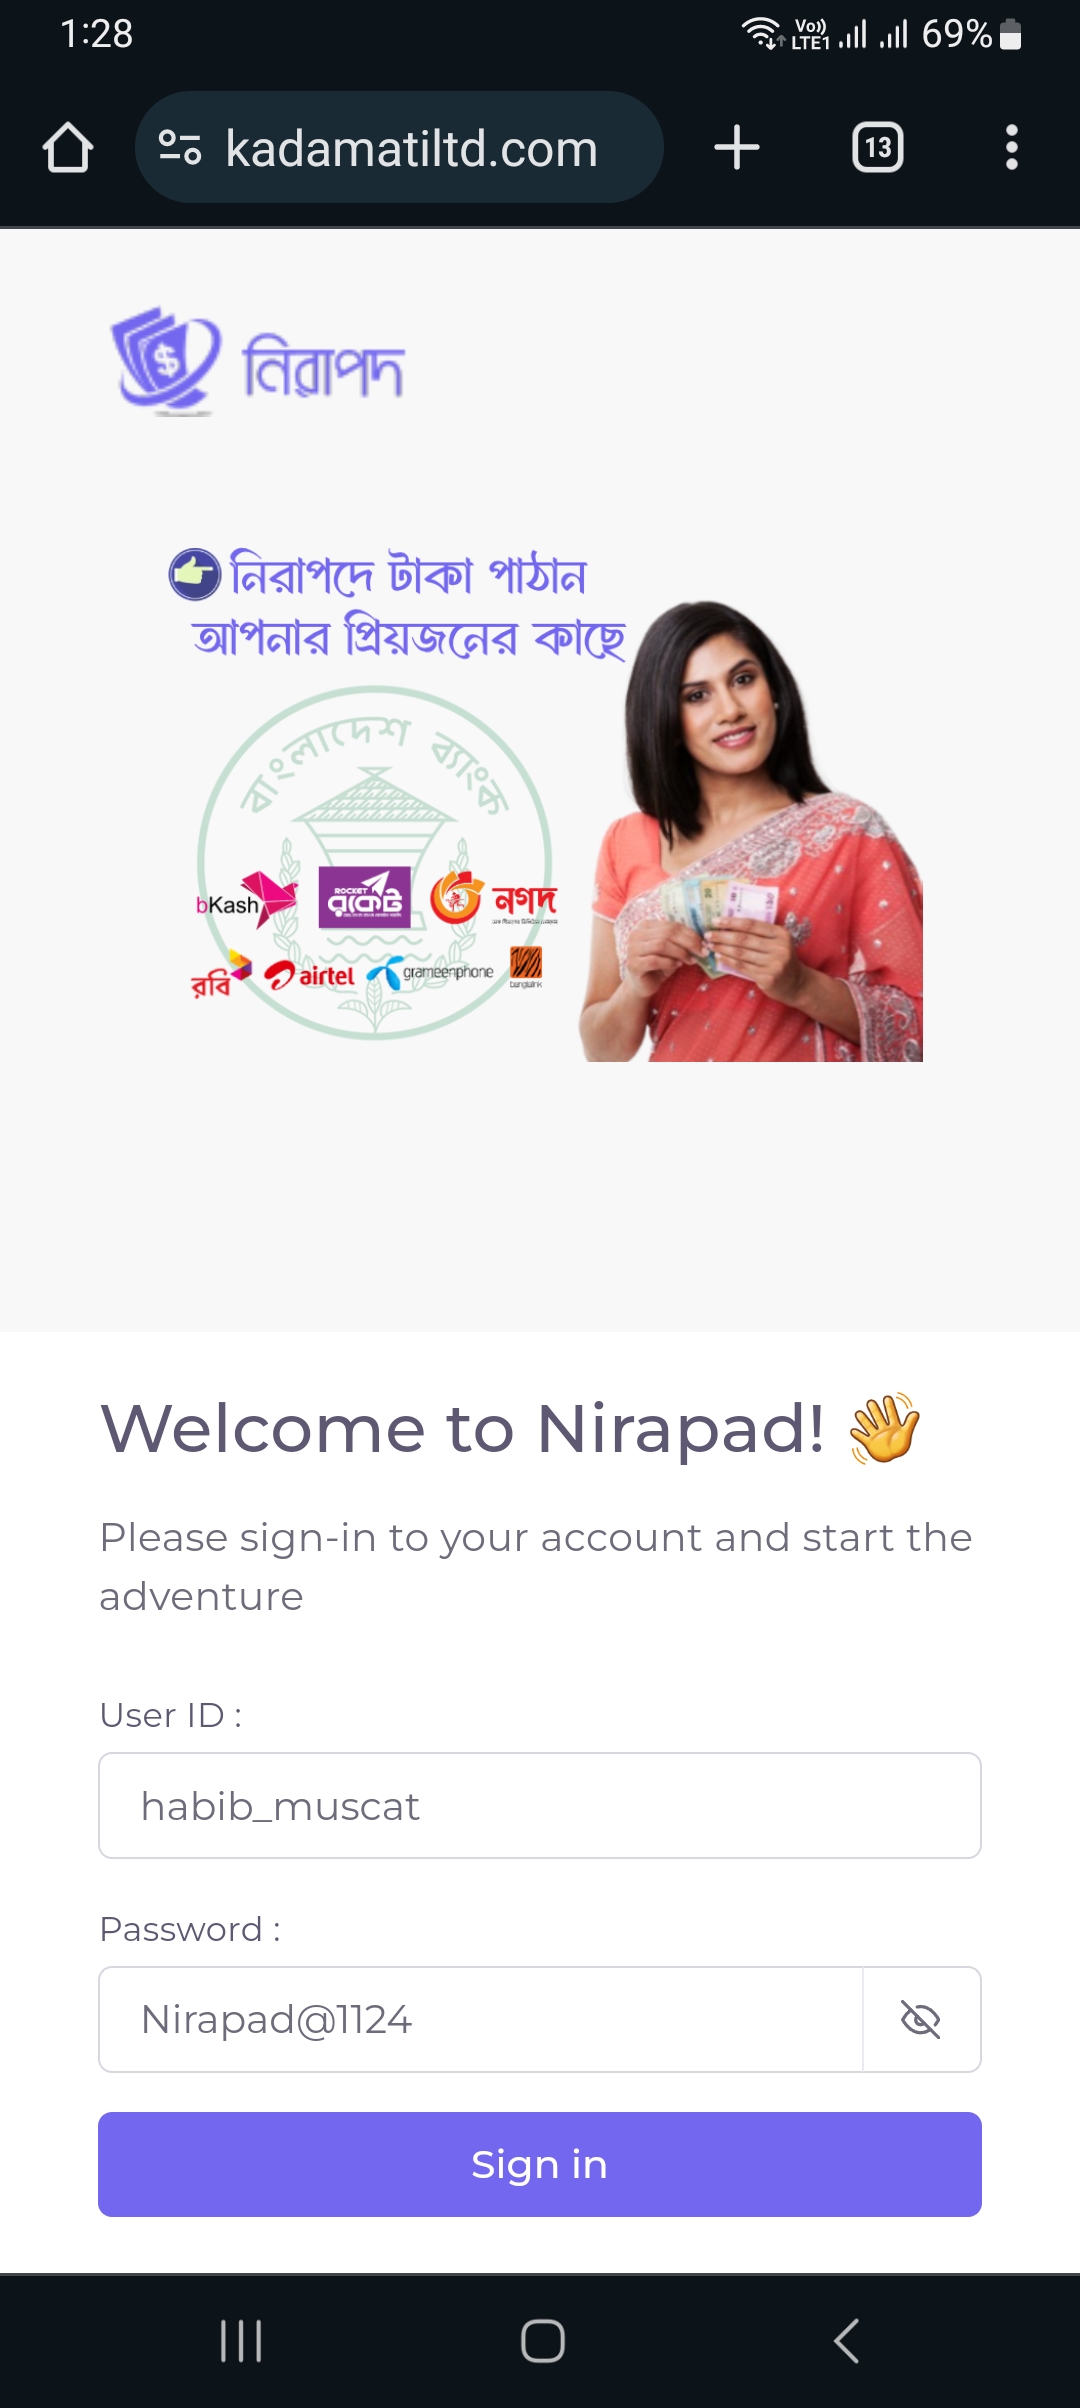 1:28
Vo))
LTE1
69%
kadamatiltd.com
13
নিরাপদ
নিরাপদে টাকা পাঠান
আপনার প্রিয়জনের কাছে
বাংলাদেশ ব্যাংক
bKash
ROCKET
রকেট
নগদ
রবি
airtel
grameenphone
banglalink
Welcome to Nirapad! 👋
Please sign-in to your account and start the
adventure
User ID :
habib_muscat
Password :
Nirapad@1124
Sign in